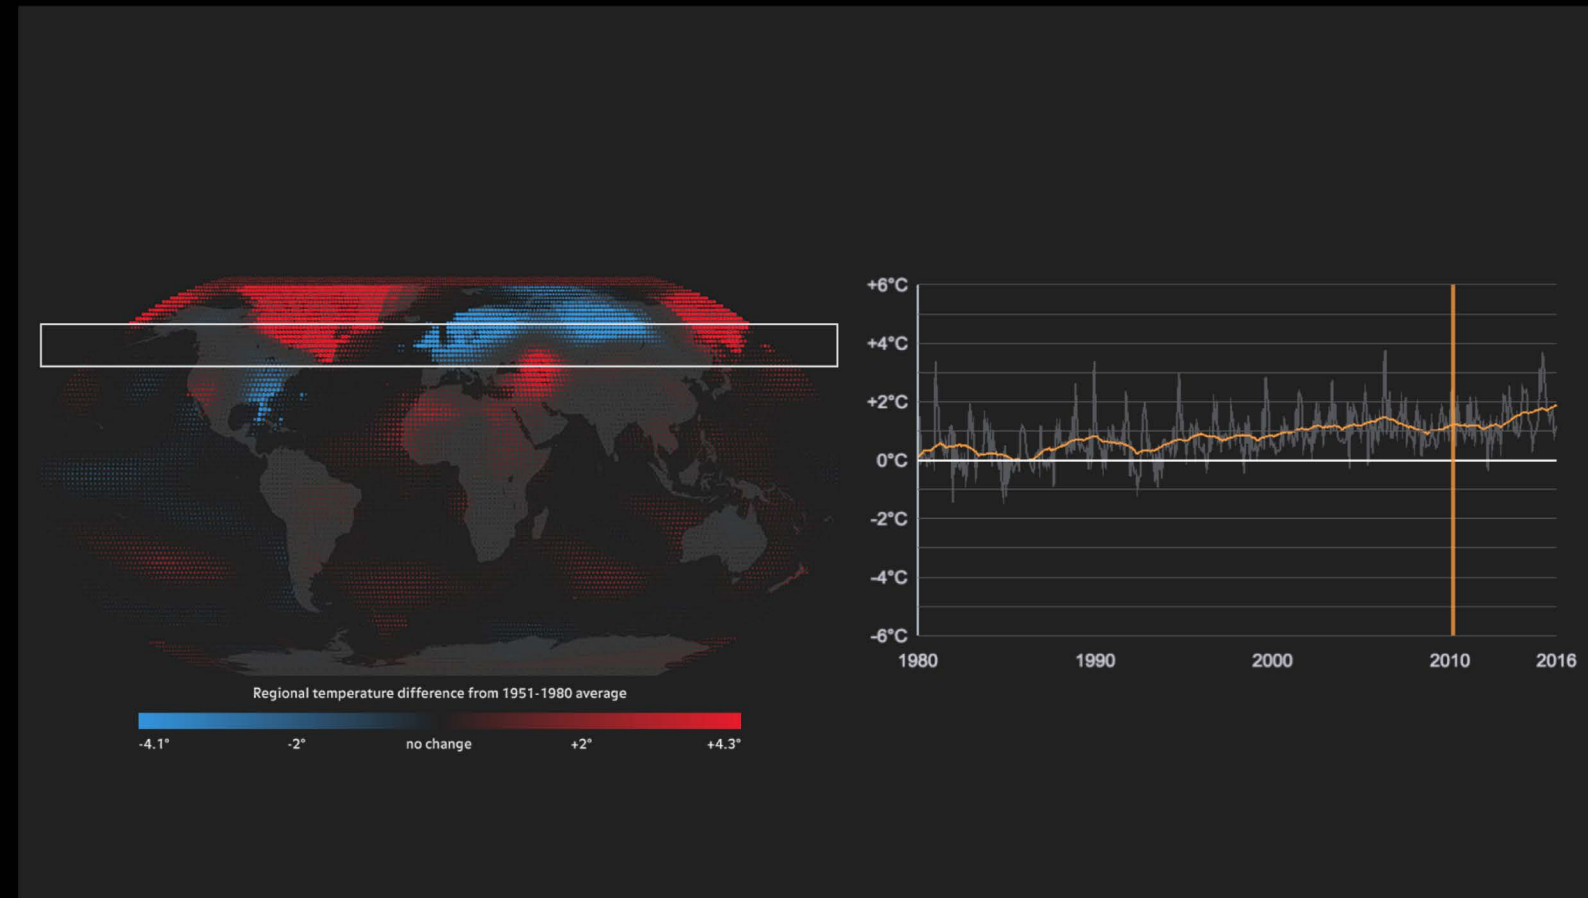 Regional temperature difference from 1951-1980 average
-4.1° -2° no change +2° +4.3°
+6°C
+4°C
+2°C
0°C
-2°C
-4°C
-6°C
1980 1990 2000 2010 2016